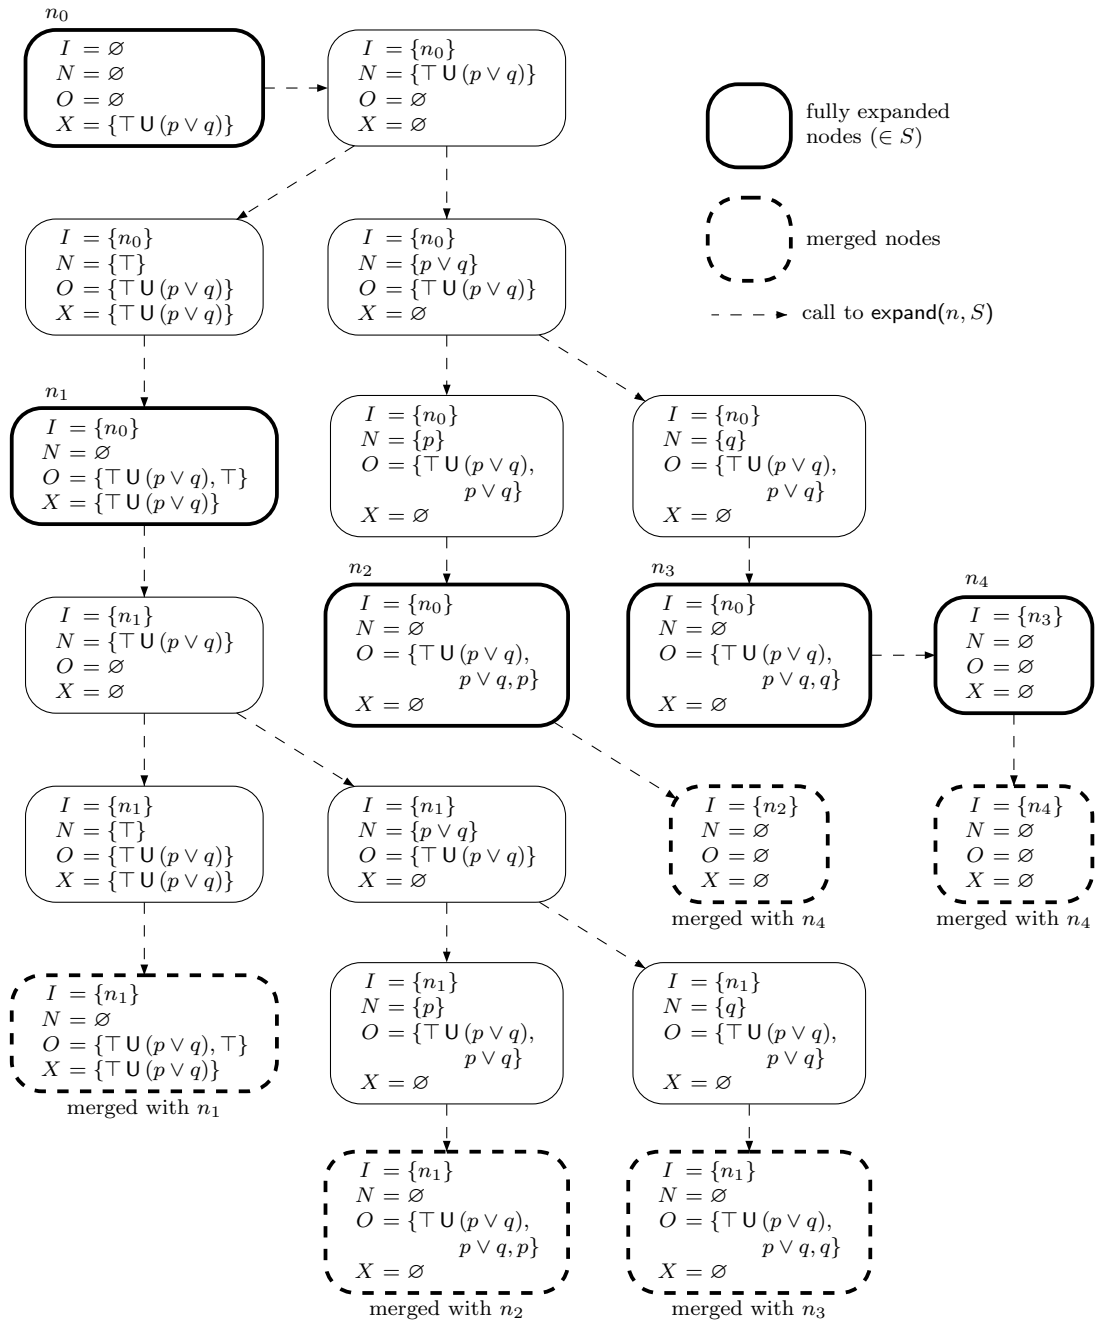 n₀
I = ∅
N = ∅
O = ∅
X = {⊤ U (p ∨ q)}
I = {n₀}
N = {⊤ U (p ∨ q)}
O = ∅
X = ∅
fully expanded
nodes (∈ S)
merged nodes
call to expand(n, S)
I = {n₀}
N = {⊤}
O = {⊤ U (p ∨ q)}
X = {⊤ U (p ∨ q)}
I = {n₀}
N = {p ∨ q}
O = {⊤ U (p ∨ q)}
X = ∅
n₁
I = {n₀}
N = ∅
O = {⊤ U (p ∨ q), ⊤}
X = {⊤ U (p ∨ q)}
I = {n₀}
N = {p}
O = {⊤ U (p ∨ q),
p ∨ q}
X = ∅
I = {n₀}
N = {q}
O = {⊤ U (p ∨ q),
p ∨ q}
X = ∅
I = {n₁}
N = {⊤ U (p ∨ q)}
O = ∅
X = ∅
n₂
I = {n₀}
N = ∅
O = {⊤ U (p ∨ q),
p ∨ q, p}
X = ∅
n₃
I = {n₀}
N = ∅
O = {⊤ U (p ∨ q),
p ∨ q, q}
X = ∅
n₄
I = {n₃}
N = ∅
O = ∅
X = ∅
I = {n₁}
N = {⊤}
O = {⊤ U (p ∨ q)}
X = {⊤ U (p ∨ q)}
I = {n₁}
N = {p ∨ q}
O = {⊤ U (p ∨ q)}
X = ∅
I = {n₂}
N = ∅
O = ∅
X = ∅
merged with n₄
I = {n₄}
N = ∅
O = ∅
X = ∅
merged with n₄
I = {n₁}
N = ∅
O = {⊤ U (p ∨ q), ⊤}
X = {⊤ U (p ∨ q)}
merged with n₁
I = {n₁}
N = {p}
O = {⊤ U (p ∨ q),
p ∨ q}
X = ∅
I = {n₁}
N = {q}
O = {⊤ U (p ∨ q),
p ∨ q}
X = ∅
I = {n₁}
N = ∅
O = {⊤ U (p ∨ q),
p ∨ q, p}
X = ∅
merged with n₂
I = {n₁}
N = ∅
O = {⊤ U (p ∨ q),
p ∨ q, q}
X = ∅
merged with n₃